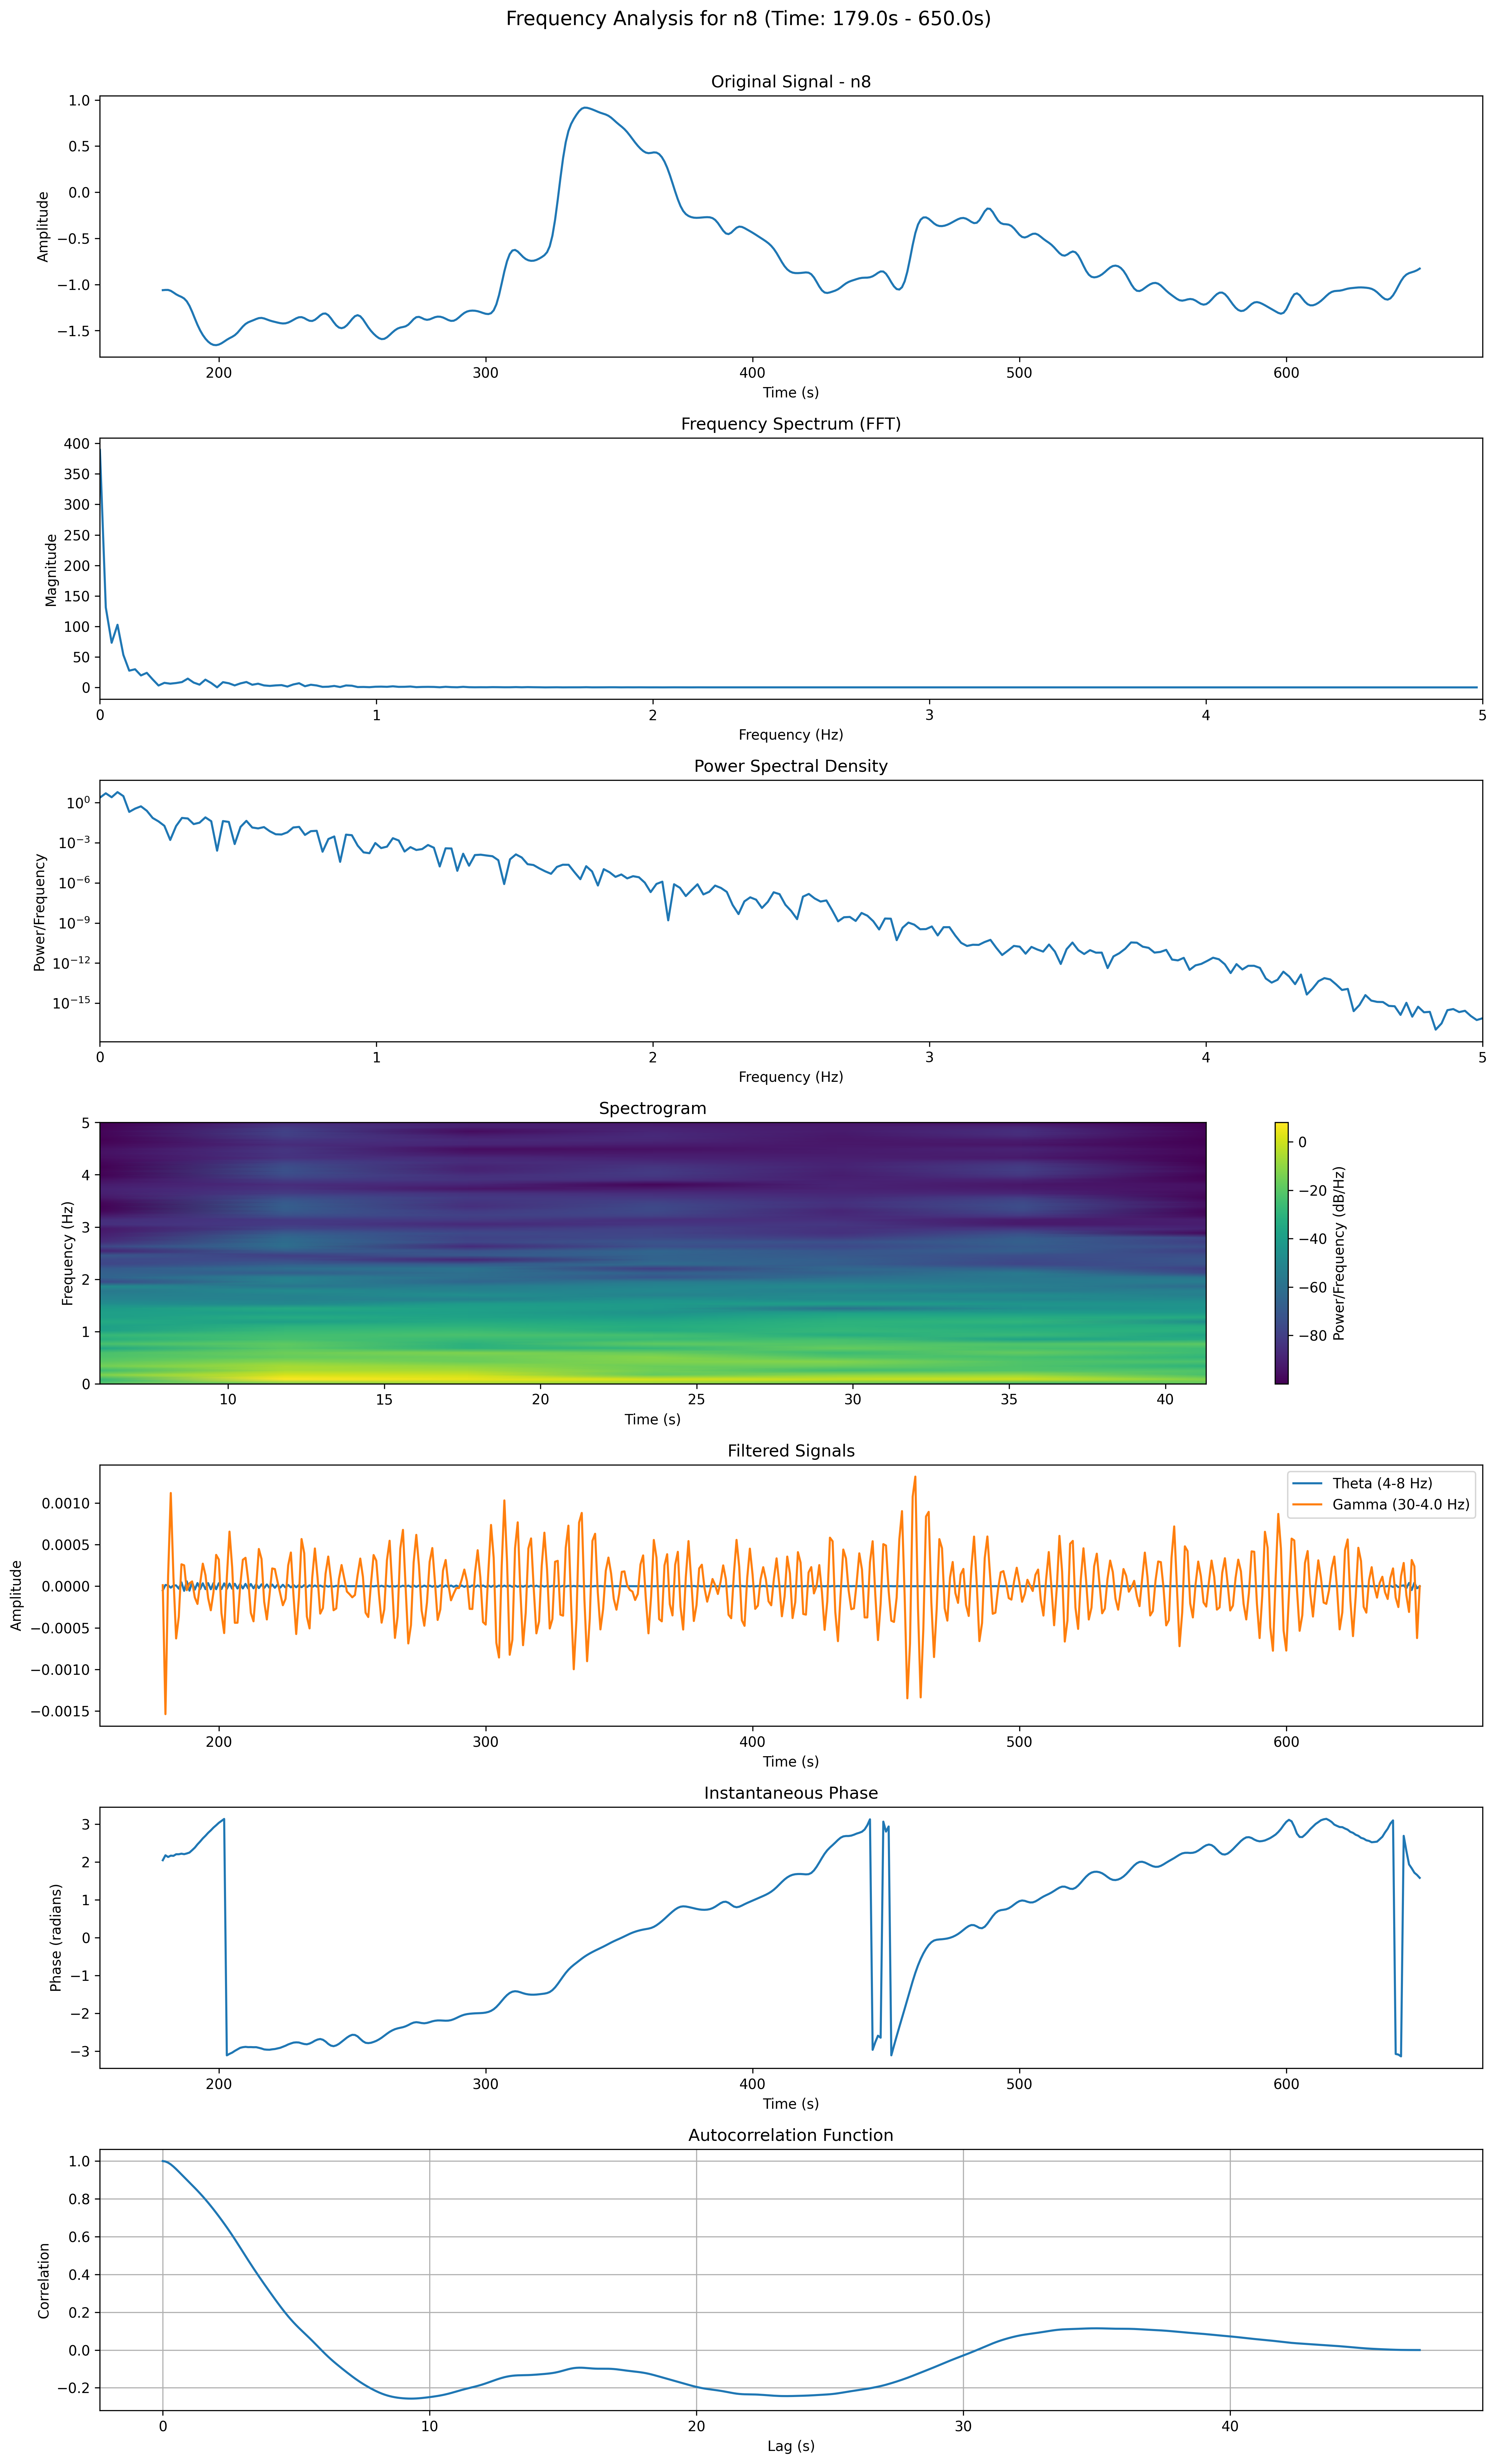 Frequency Analysis for n8 (Time: 179.0s - 650.0s)
Original Signal - n8
1.0
0.5
0.0
−0.5
−1.0
−1.5
Amplitude
200 300 400 500 600
Time (s)
Frequency Spectrum (FFT)
400
350
300
250
200
150
100
50
0
Magnitude
0 1 2 3 4 5
Frequency (Hz)
Power Spectral Density
10⁰
10⁻³
10⁻⁶
10⁻⁹
10⁻¹²
10⁻¹⁵
Power/Frequency
0 1 2 3 4 5
Frequency (Hz)
Spectrogram
5
4
3
2
1
0
Frequency (Hz)
10 15 20 25 30 35 40
Time (s)
0
−20
−40
−60
−80
Power/Frequency (dB/Hz)
Filtered Signals
Theta (4-8 Hz)
Gamma (30-4.0 Hz)
0.0010
0.0005
0.0000
−0.0005
−0.0010
−0.0015
Amplitude
200 300 400 500 600
Time (s)
Instantaneous Phase
3
2
1
0
−1
−2
−3
Phase (radians)
200 300 400 500 600
Time (s)
Autocorrelation Function
1.0
0.8
0.6
0.4
0.2
0.0
−0.2
Correlation
0 10 20 30 40
Lag (s)